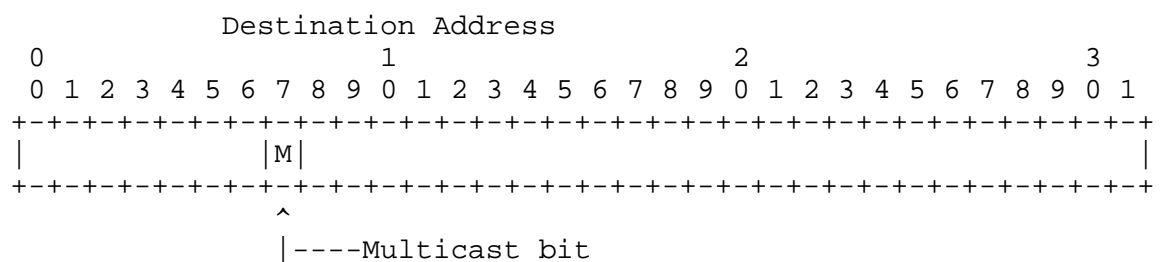 Destination Address
 0                   1                   2                   3
 0 1 2 3 4 5 6 7 8 9 0 1 2 3 4 5 6 7 8 9 0 1 2 3 4 5 6 7 8 9 0 1
+-+-+-+-+-+-+-+-+-+-+-+-+-+-+-+-+-+-+-+-+-+-+-+-+-+-+-+-+-+-+-+-+
|             |M|                                               |
+-+-+-+-+-+-+-+-+-+-+-+-+-+-+-+-+-+-+-+-+-+-+-+-+-+-+-+-+-+-+-+-+
               ^
               |----Multicast bit